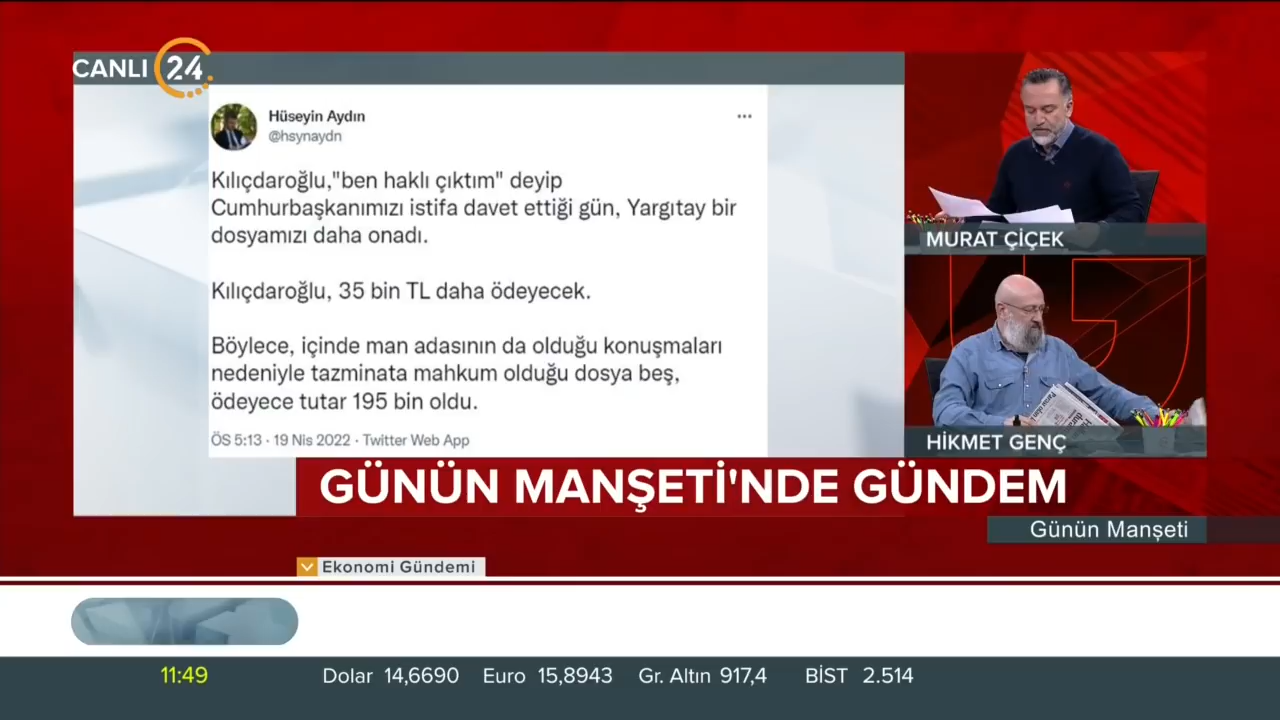 CANLI 24
Hüseyin Aydın
@hsynaydn
Kılıçdaroğlu,"ben haklı çıktım" deyip
Cumhurbaşkanımızı istifa davet ettiği gün, Yargıtay bir
dosyamızı daha onadı.
Kılıçdaroğlu, 35 bin TL daha ödeyecek.
Böylece, içinde man adasının da olduğu konuşmaları
nedeniyle tazminata mahkum olduğu dosya beş,
ödeyece tutar 195 bin oldu.
ÖS 5:13 · 19 Nis 2022 · Twitter Web App
MURAT ÇİÇEK
HİKMET GENÇ
GÜNÜN MANŞETİ'NDE GÜNDEM
Günün Manşeti
Ekonomi Gündemi
11:49 Dolar 14,6690 Euro 15,8943 Gr. Altın 917,4 BİST 2.514